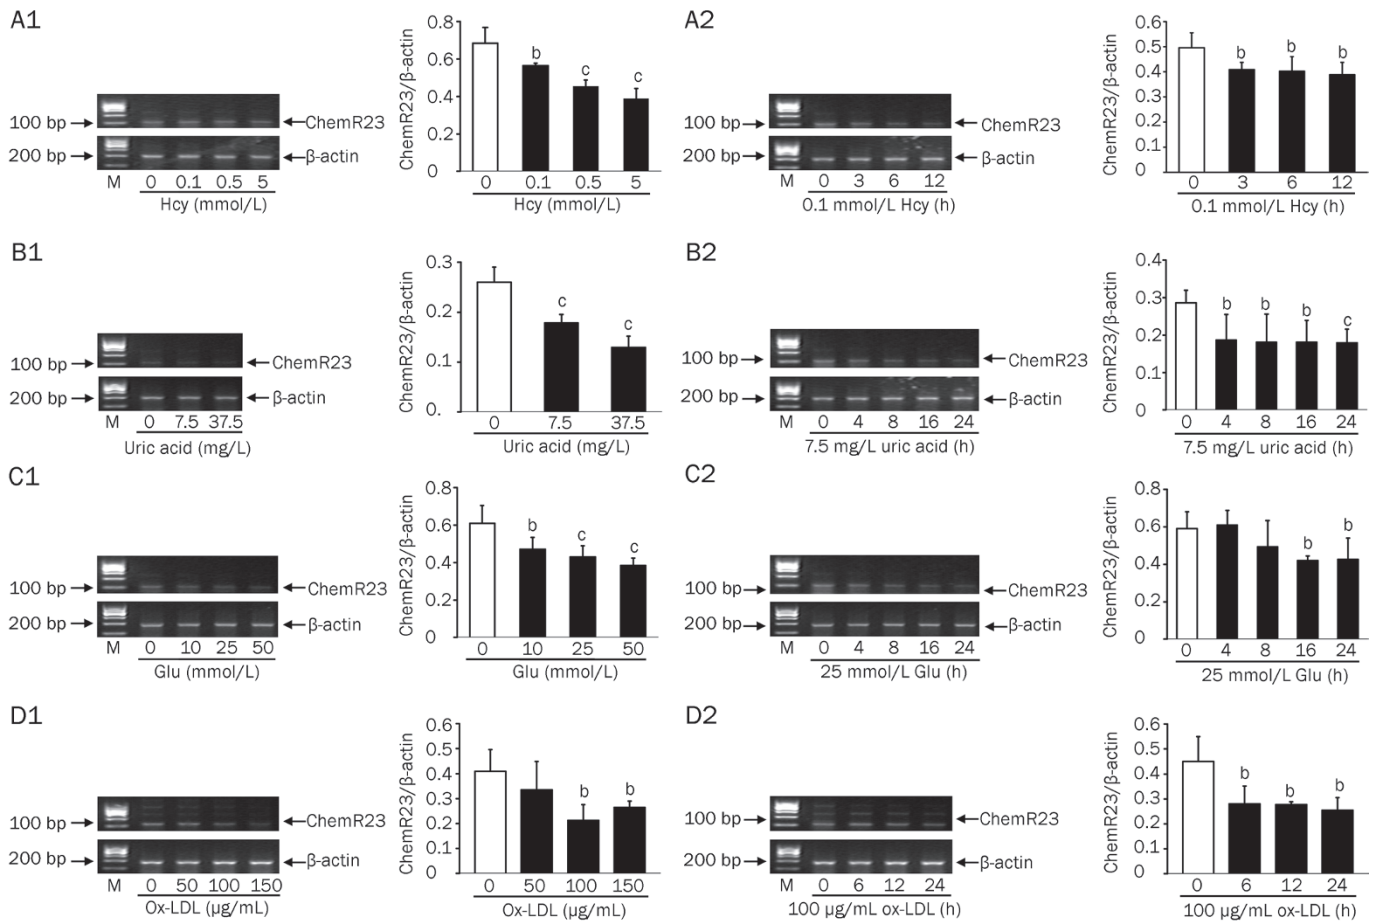 A1
100 bp
ChemR23
200 bp
β-actin
M 0 0.1 0.5 5
Hcy (mmol/L)
ChemR23/β-actin
0.8
0.6
0.4
0.2
0
b
c
c
0 0.1 0.5 5
Hcy (mmol/L)
A2
100 bp
ChemR23
200 bp
β-actin
M 0 3 6 12
0.1 mmol/L Hcy (h)
ChemR23/β-actin
0.6
0.5
0.4
0.3
0.2
0.1
0
b
b
b
0 3 6 12
0.1 mmol/L Hcy (h)
B1
100 bp
ChemR23
200 bp
β-actin
M 0 7.5 37.5
Uric acid (mg/L)
ChemR23/β-actin
0.3
0.2
0.1
0.
c
c
0 7.5 37.5
Uric acid (mg/L)
B2
100 bp
ChemR23
200 bp
β-actin
M 0 4 8 16 24
7.5 mg/L uric acid (h)
ChemR23/β-actin
0.4
0.3
0.2
0.1
0
b
b
b
c
0 4 8 16 24
7.5 mg/L uric acid (h)
C1
100 bp
ChemR23
200 bp
β-actin
M 0 10 25 50
Glu (mmol/L)
ChemR23/β-actin
0.8
0.6
0.4
0.2
0
b
c
c
0 10 25 50
Glu (mmol/L)
C2
100 bp
ChemR23
200 bp
β-actin
M 0 4 8 16 24
25 mmol/L Glu (h)
ChemR23/β-actin
0.8
0.6
0.4
0.2
0
b
b
0 4 8 16 24
25 mmol/L Glu (h)
D1
100 bp
ChemR23
200 bp
β-actin
M 0 50 100 150
Ox-LDL (µg/mL)
ChemR23/β-actin
0.6
0.5
0.4
0.3
0.2
0.1
0
b
b
0 50 100 150
Ox-LDL (µg/mL)
D2
100 bp
ChemR23
200 bp
β-actin
M 0 6 12 24
100 µg/mL ox-LDL (h)
ChemR23/β-actin
0.6
0.5
0.4
0.3
0.2
0.1
0
b
b
b
0 6 12 24
100 µg/mL ox-LDL (h)